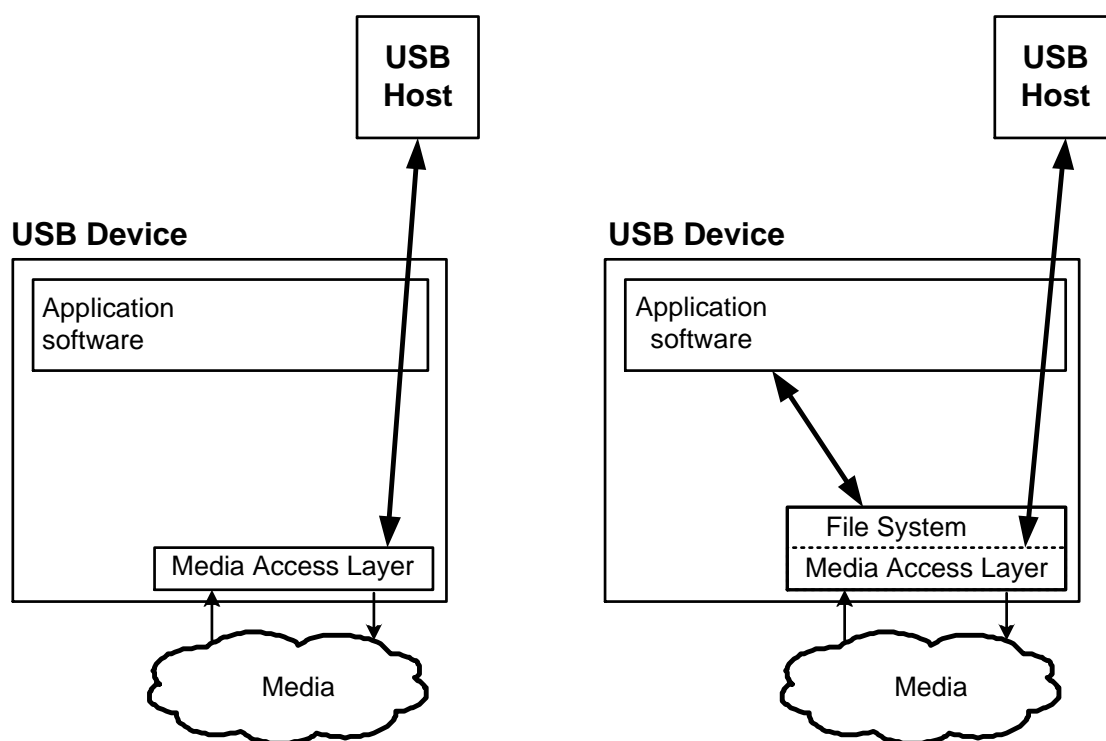 USB
Host
USB Device
Application
software
Media Access Layer
Media
USB
Host
USB Device
Application
software
File System
Media Access Layer
Media